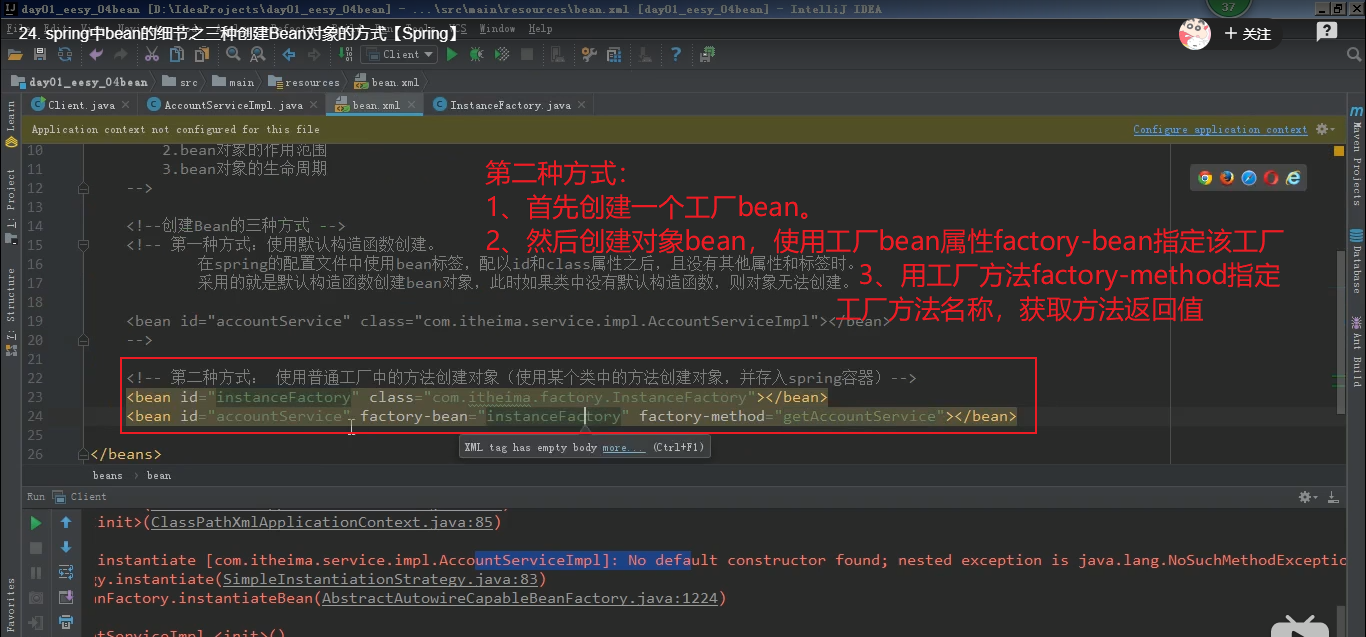 day01_eesy_04bean [D:\IdeaProjects\day01_eesy_04bean] - ...\src\main\resources\bean.xml [day01_eesy_04bean] - IntelliJ IDEA
37
Window Help
24. spring中bean的细节之三种创建Bean对象的方式【Spring】
+ 关注
Client
day01_eesy_04bean src main resources bean.xml
Client.java AccountServiceImpl.java bean.xml InstanceFactory.java
Application context not configured for this file
Configure application context
10 2.bean对象的作用范围
11 3.bean对象的生命周期
12 -->
13
14 <!--创建Bean的三种方式 -->
15 <!-- 第一种方式：使用默认构造函数创建。
16 在spring的配置文件中使用bean标签，配以id和class属性之后，且没有其他属性和标签时。
17 采用的就是默认构造函数创建bean对象，此时如果类中没有默认构造函数，则对象无法创建。
18
19 <bean id="accountService" class="com.itheima.service.impl.AccountServiceImpl"></bean>
20 -->
21
22 <!-- 第二种方式： 使用普通工厂中的方法创建对象（使用某个类中的方法创建对象，并存入spring容器）-->
23 <bean id="instanceFactory" class="com.itheima.factory.InstanceFactory"></bean>
24 <bean id="accountService" factory-bean="instanceFactory" factory-method="getAccountService"></bean>
25
26 </beans>
第二种方式：
1、首先创建一个工厂bean。
2、然后创建对象bean，使用工厂bean属性factory-bean指定该工厂
3、用工厂方法factory-method指定
工厂方法名称，获取方法返回值
XML tag has empty body more... (Ctrl+F1)
beans bean
Run Client
init>(ClassPathXmlApplicationContext.java:85)
instantiate [com.itheima.service.impl.AccountServiceImpl]: No default constructor found; nested exception is java.lang.NoSuchMethodExceptio
gy.instantiate(SimpleInstantiationStrategy.java:83)
nFactory.instantiateBean(AbstractAutowireCapableBeanFactory.java:1224)
untServiceImpl.<init>()
Learn
1: Project
7: Structure
Favorites
Maven Projects
Database
Ant Build